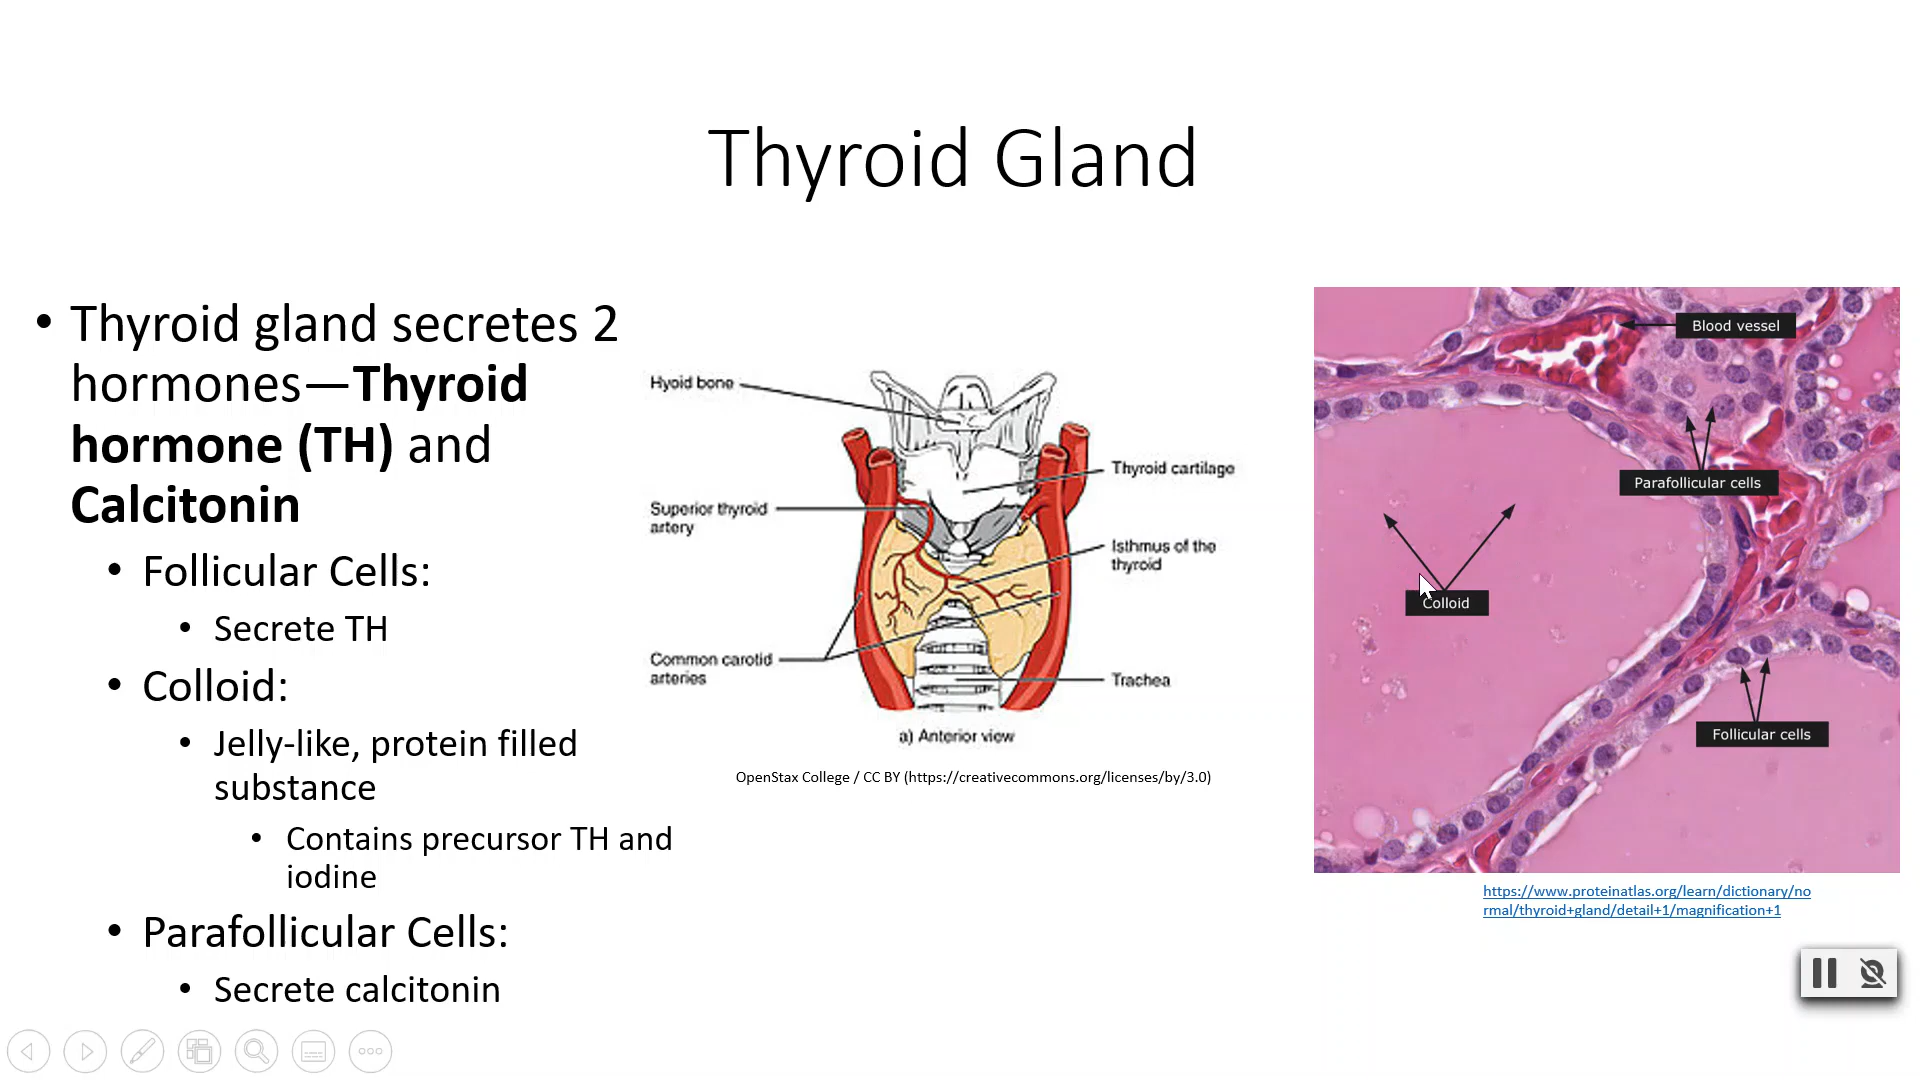 Thyroid Gland
• Thyroid gland secretes 2
hormones—Thyroid
hormone (TH) and
Calcitonin
• Follicular Cells:
• Secrete TH
• Colloid:
• Jelly-like, protein filled
substance
• Contains precursor TH and
iodine
• Parafollicular Cells:
• Secrete calcitonin
Hyoid bone
Superior thyroid
artery
Common carotid
arteries
Thyroid cartilage
Isthmus of the
thyroid
Trachea
a) Anterior view
OpenStax College / CC BY (https://creativecommons.org/licenses/by/3.0)
Blood vessel
Parafollicular cells
Colloid
Follicular cells
https://www.proteinatlas.org/learn/dictionary/no
rmal/thyroid+gland/detail+1/magnification+1